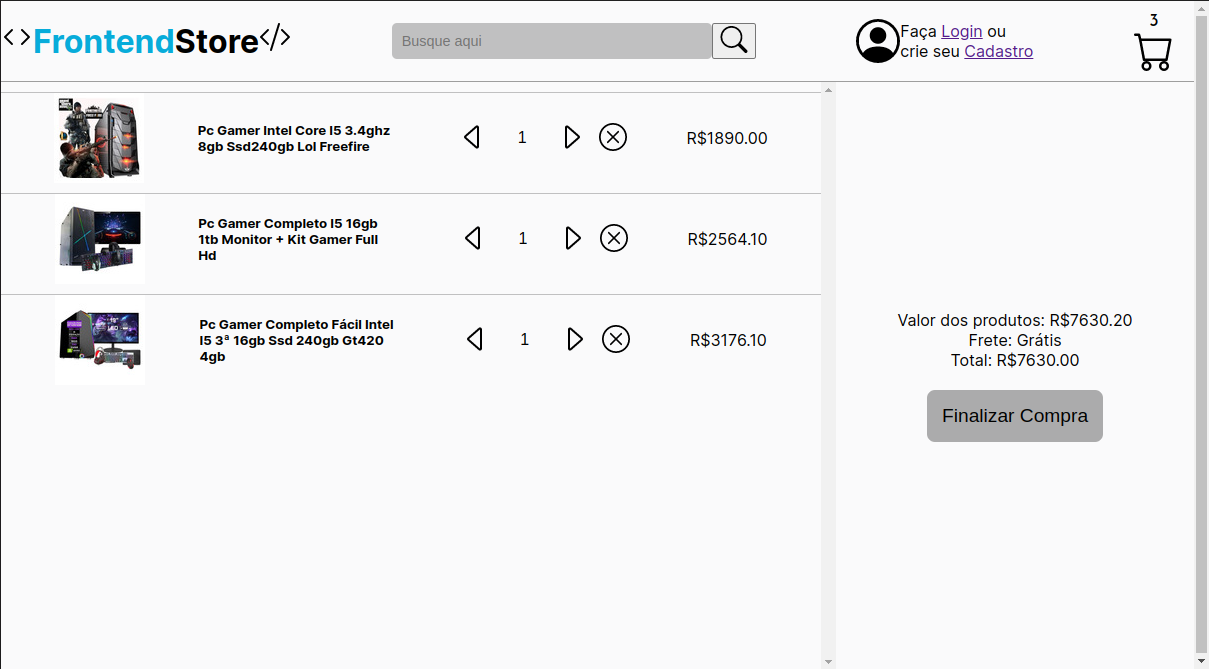 <>FrontendStore</>
Busque aqui
Faça Login ou
crie seu Cadastro
3
Pc Gamer Intel Core I5 3.4ghz
8gb Ssd240gb Lol Freefire
1
R$1890.00
Pc Gamer Completo I5 16gb
1tb Monitor + Kit Gamer Full
Hd
1
R$2564.10
Pc Gamer Completo Fácil Intel
I5 3ª 16gb Ssd 240gb Gt420
4gb
1
R$3176.10
Valor dos produtos: R$7630.20
Frete: Grátis
Total: R$7630.00
Finalizar Compra